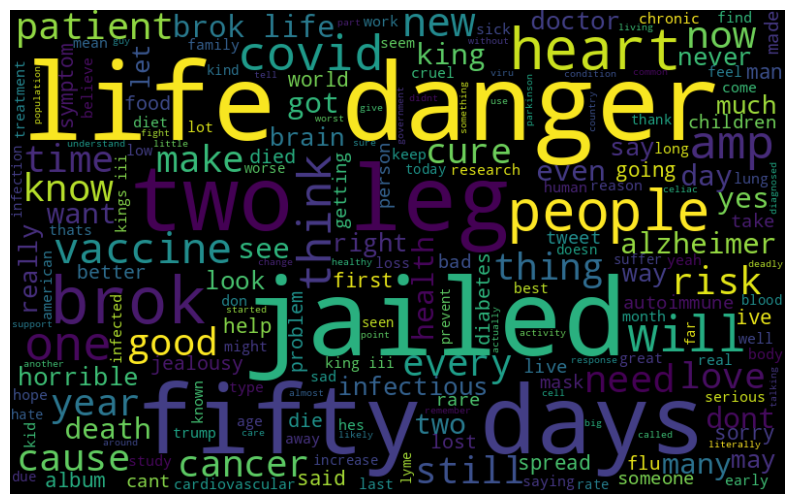 patient
brok life
new
doctor
now
chronic
find
made
covid
heart
life danger
jailed
fifty days
two leg
people
brok
will
king
never
man
symptom
believe
let
treatment
population
food
world
cruel
got
much
children
brain
diet
lot
make
died
cure
say
even
amp
time
know
want
think
getting
person
research
going
day
yes
take
vaccine
see
right
tweet
thing
way
alzheimer
really
american
better
look
health
diabetes
risk
one
good
help
problem
first
autoimmune
ive
infected
jealousy
every
live
need
love
horrible
infectious
mask
year
death
die
two
dont
sorry
serious
cause
cancer
still
many
may
album
cant
said
spread
flu
someone
early
cardiovascular
study
trump
hope
hate
kid
due
around
known
type
age
care
away
increase
last
lost
lyme
rare
sad
king iii
kings iii
might
started
change
healthy
support
another
point
seen
prevent
best
activity
actually
response
cell
great
real
far
month
blood
well
body
talking
literally
big
called
likely
almost
remember
saying
rate
hes
loss
bad
doesn
suffer
yeah
deadly
lung
reason
human
celiac
diagnosed
common
parkinson
country
condition
viru
living
without
part
work
sick
guy
mean
family
seem
kind
tell
feel
come
thank
long
use
didnt
something
government
give
sure
today
keep
worst
worse
little
fight
understand
low
infection
thats
don